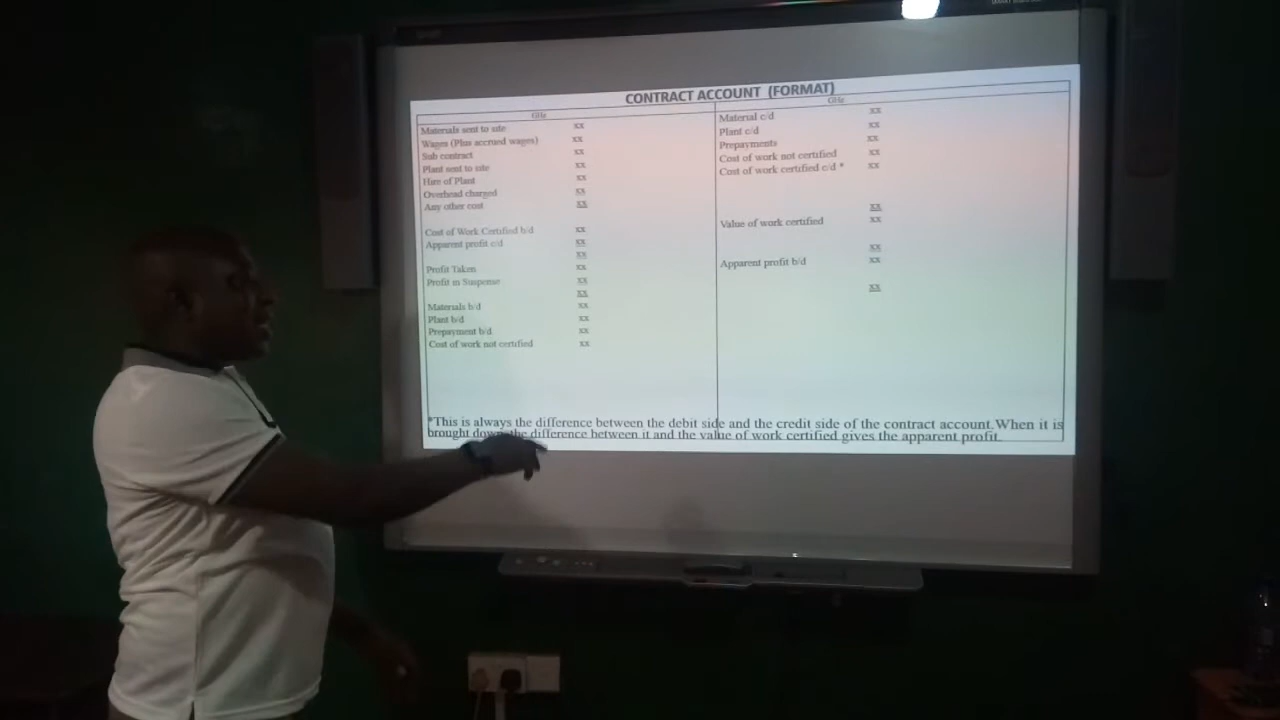 CONTRACT ACCOUNT (FORMAT)
GH¢
Materials sent to site xx
Wages (Plus accrued wages) xx
Sub contract xx
Plant sent to site xx
Hire of Plant xx
Overhead charged xx
Any other cost xx
Cost of Work Certified b/d xx
Apparent profit c/d xx
xx
Profit Taken xx
Profit in Suspense xx
xx
Materials b/d xx
Plant b/d xx
Prepayment b/d xx
Cost of work not certified xx
GH¢
Material c/d xx
Plant c/d xx
Prepayments xx
Cost of work not certified xx
Cost of work certified c/d * xx
xx
Value of work certified xx
xx
Apparent profit b/d xx
xx
*This is always the difference between the debit side and the credit side of the contract account. When it is
brought down the difference between it and the value of work certified gives the apparent profit.